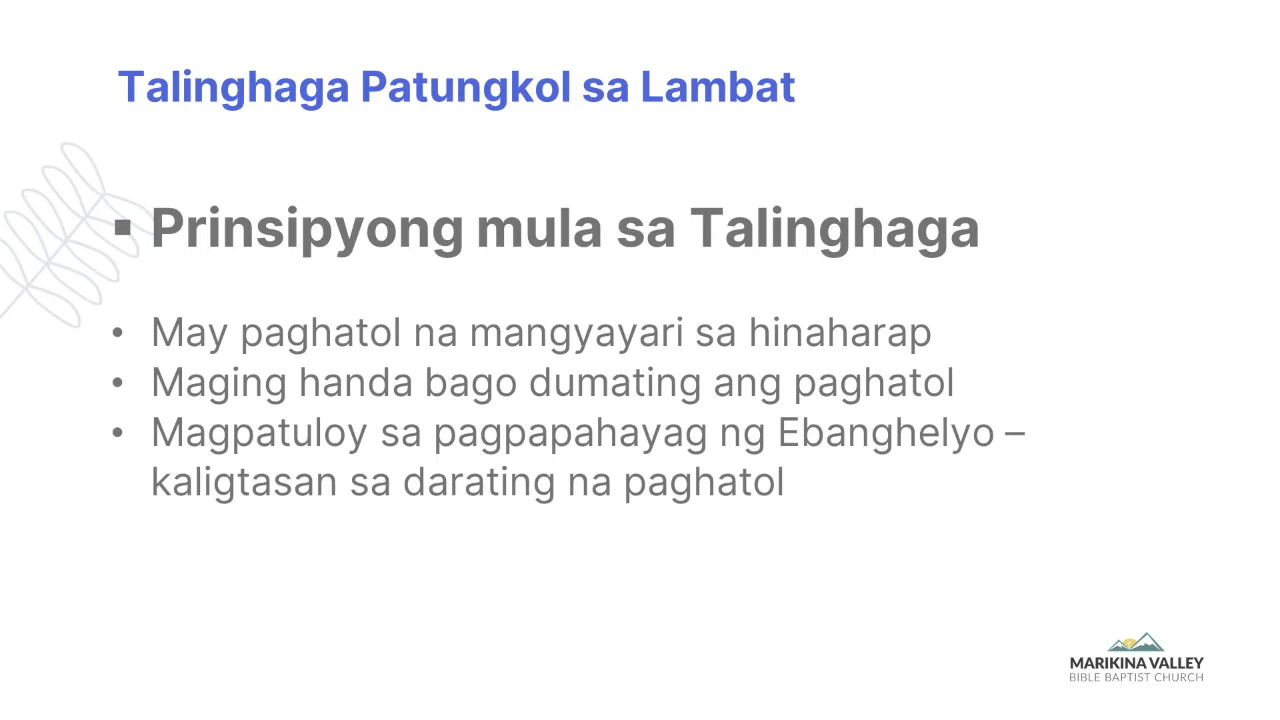 Talinghaga Patungkol sa Lambat
▪ Prinsipyong mula sa Talinghaga
• May paghatol na mangyayari sa hinaharap
• Maging handa bago dumating ang paghatol
• Magpatuloy sa pagpapahayag ng Ebanghelyo –
kaligtasan sa darating na paghatol
MARIKINA VALLEY
BIBLE BAPTIST CHURCH